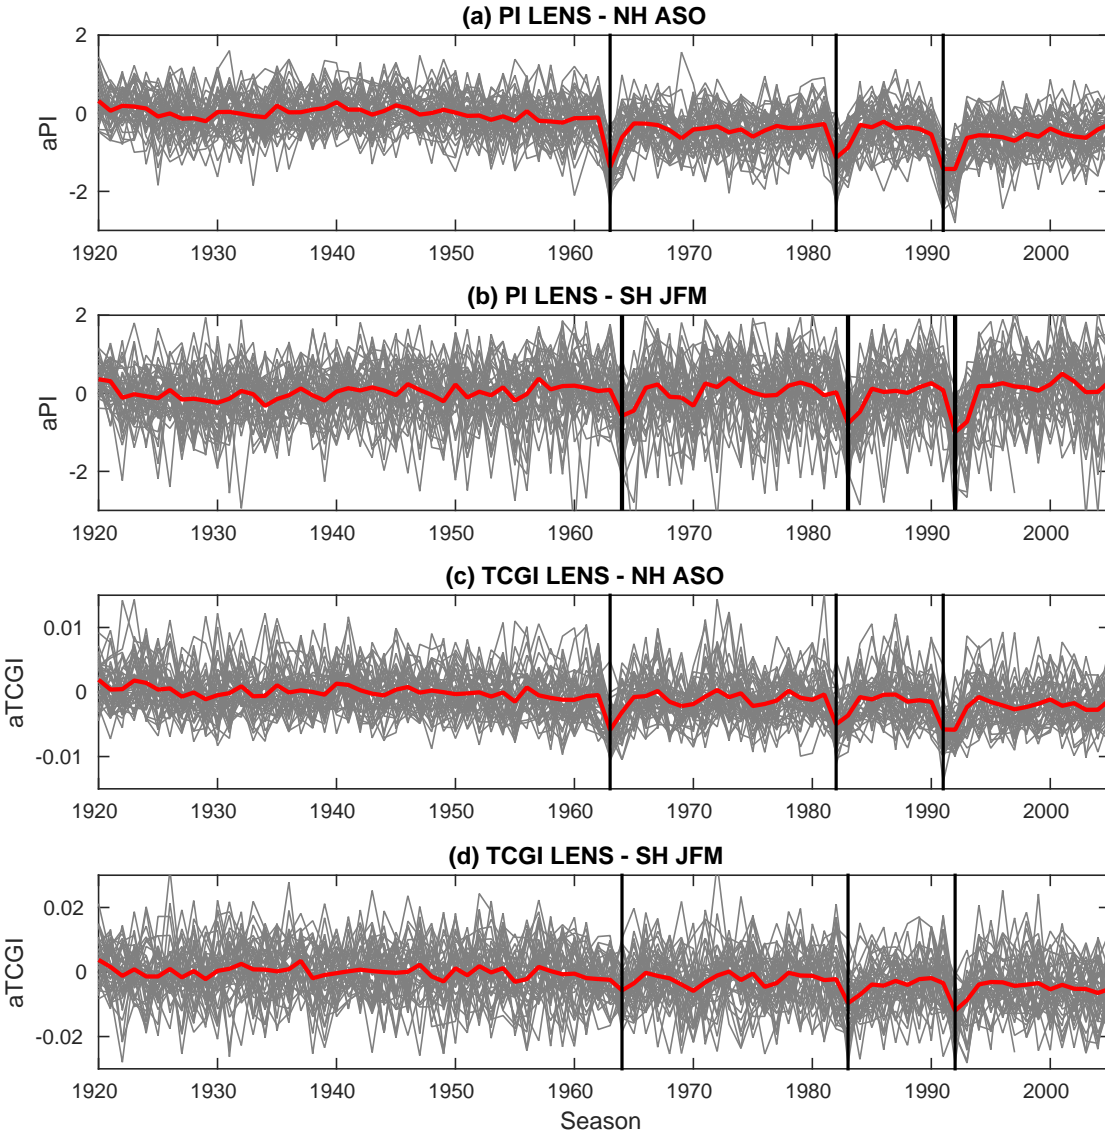 (a) PI LENS - NH ASO
2
0
-2
aPI
1920 1930 1940 1950 1960 1970 1980 1990 2000
(b) PI LENS - SH JFM
2
0
-2
aPI
1920 1930 1940 1950 1960 1970 1980 1990 2000
(c) TCGI LENS - NH ASO
0.01
0
-0.01
aTCGI
1920 1930 1940 1950 1960 1970 1980 1990 2000
(d) TCGI LENS - SH JFM
0.02
0
-0.02
aTCGI
1920 1930 1940 1950 1960 1970 1980 1990 2000
Season